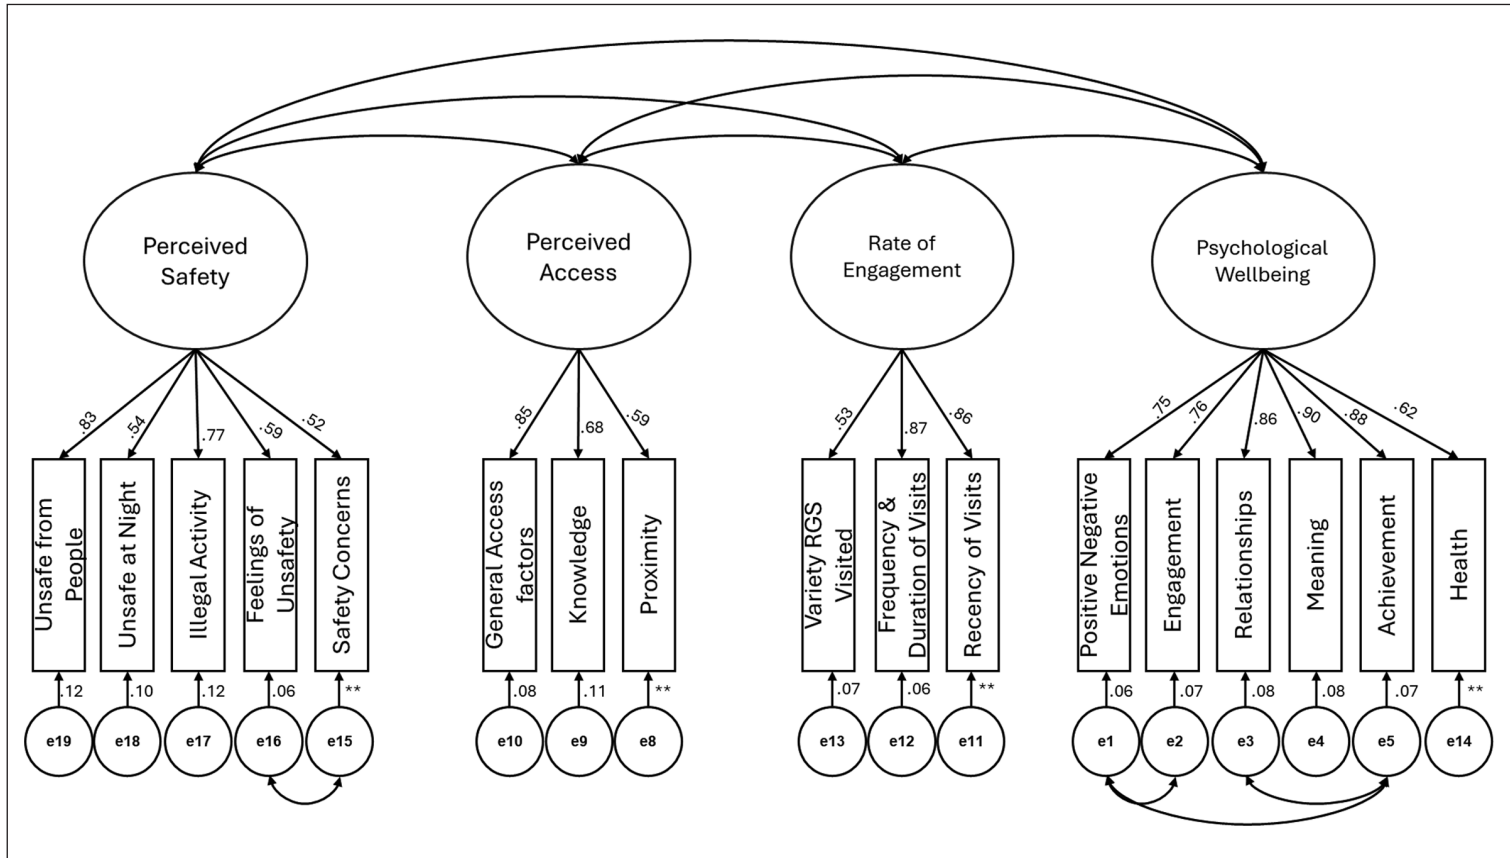 Perceived
Safety
Perceived
Access
Rate of
Engagement
Psychological
Wellbeing
.83
.54
.77
.59
.52
.85
.68
.59
.53
.87
.86
.75
.76
.86
.90
.88
.62
Unsafe from
People
Unsafe at Night
Illegal Activity
Feelings of
Unsafety
Safety Concerns
General Access
factors
Knowledge
Proximity
Variety RGS
Visited
Frequency &
Duration of Visits
Recency of Visits
Positive Negative
Emotions
Engagement
Relationships
Meaning
Achievement
Health
.12
.10
.12
.06
**
.08
.11
**
.07
.06
**
.06
.07
.08
.08
.07
**
e19
e18
e17
e16
e15
e10
e9
e8
e13
e12
e11
e1
e2
e3
e4
e5
e14